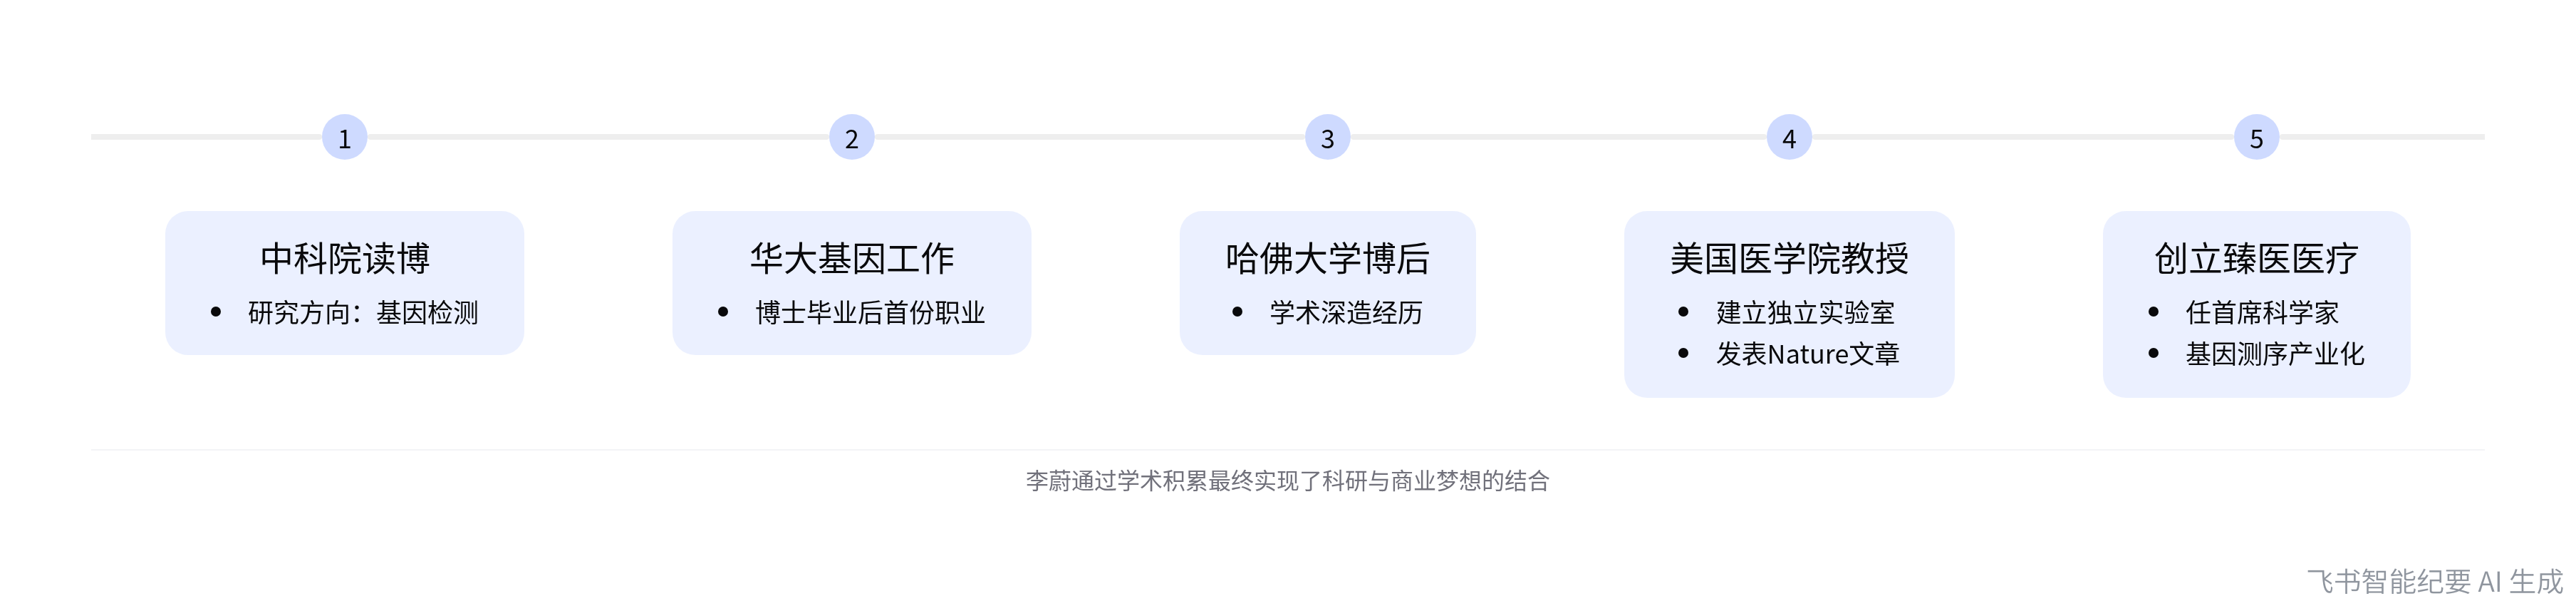 1
2
3
4
5
中科院读博
• 研究方向：基因检测
华大基因工作
• 博士毕业后首份职业
哈佛大学博后
• 学术深造经历
美国医学院教授
• 建立独立实验室
• 发表Nature文章
创立臻医医疗
• 任首席科学家
• 基因测序产业化
李蔚通过学术积累最终实现了科研与商业梦想的结合
飞书智能纪要 AI 生成